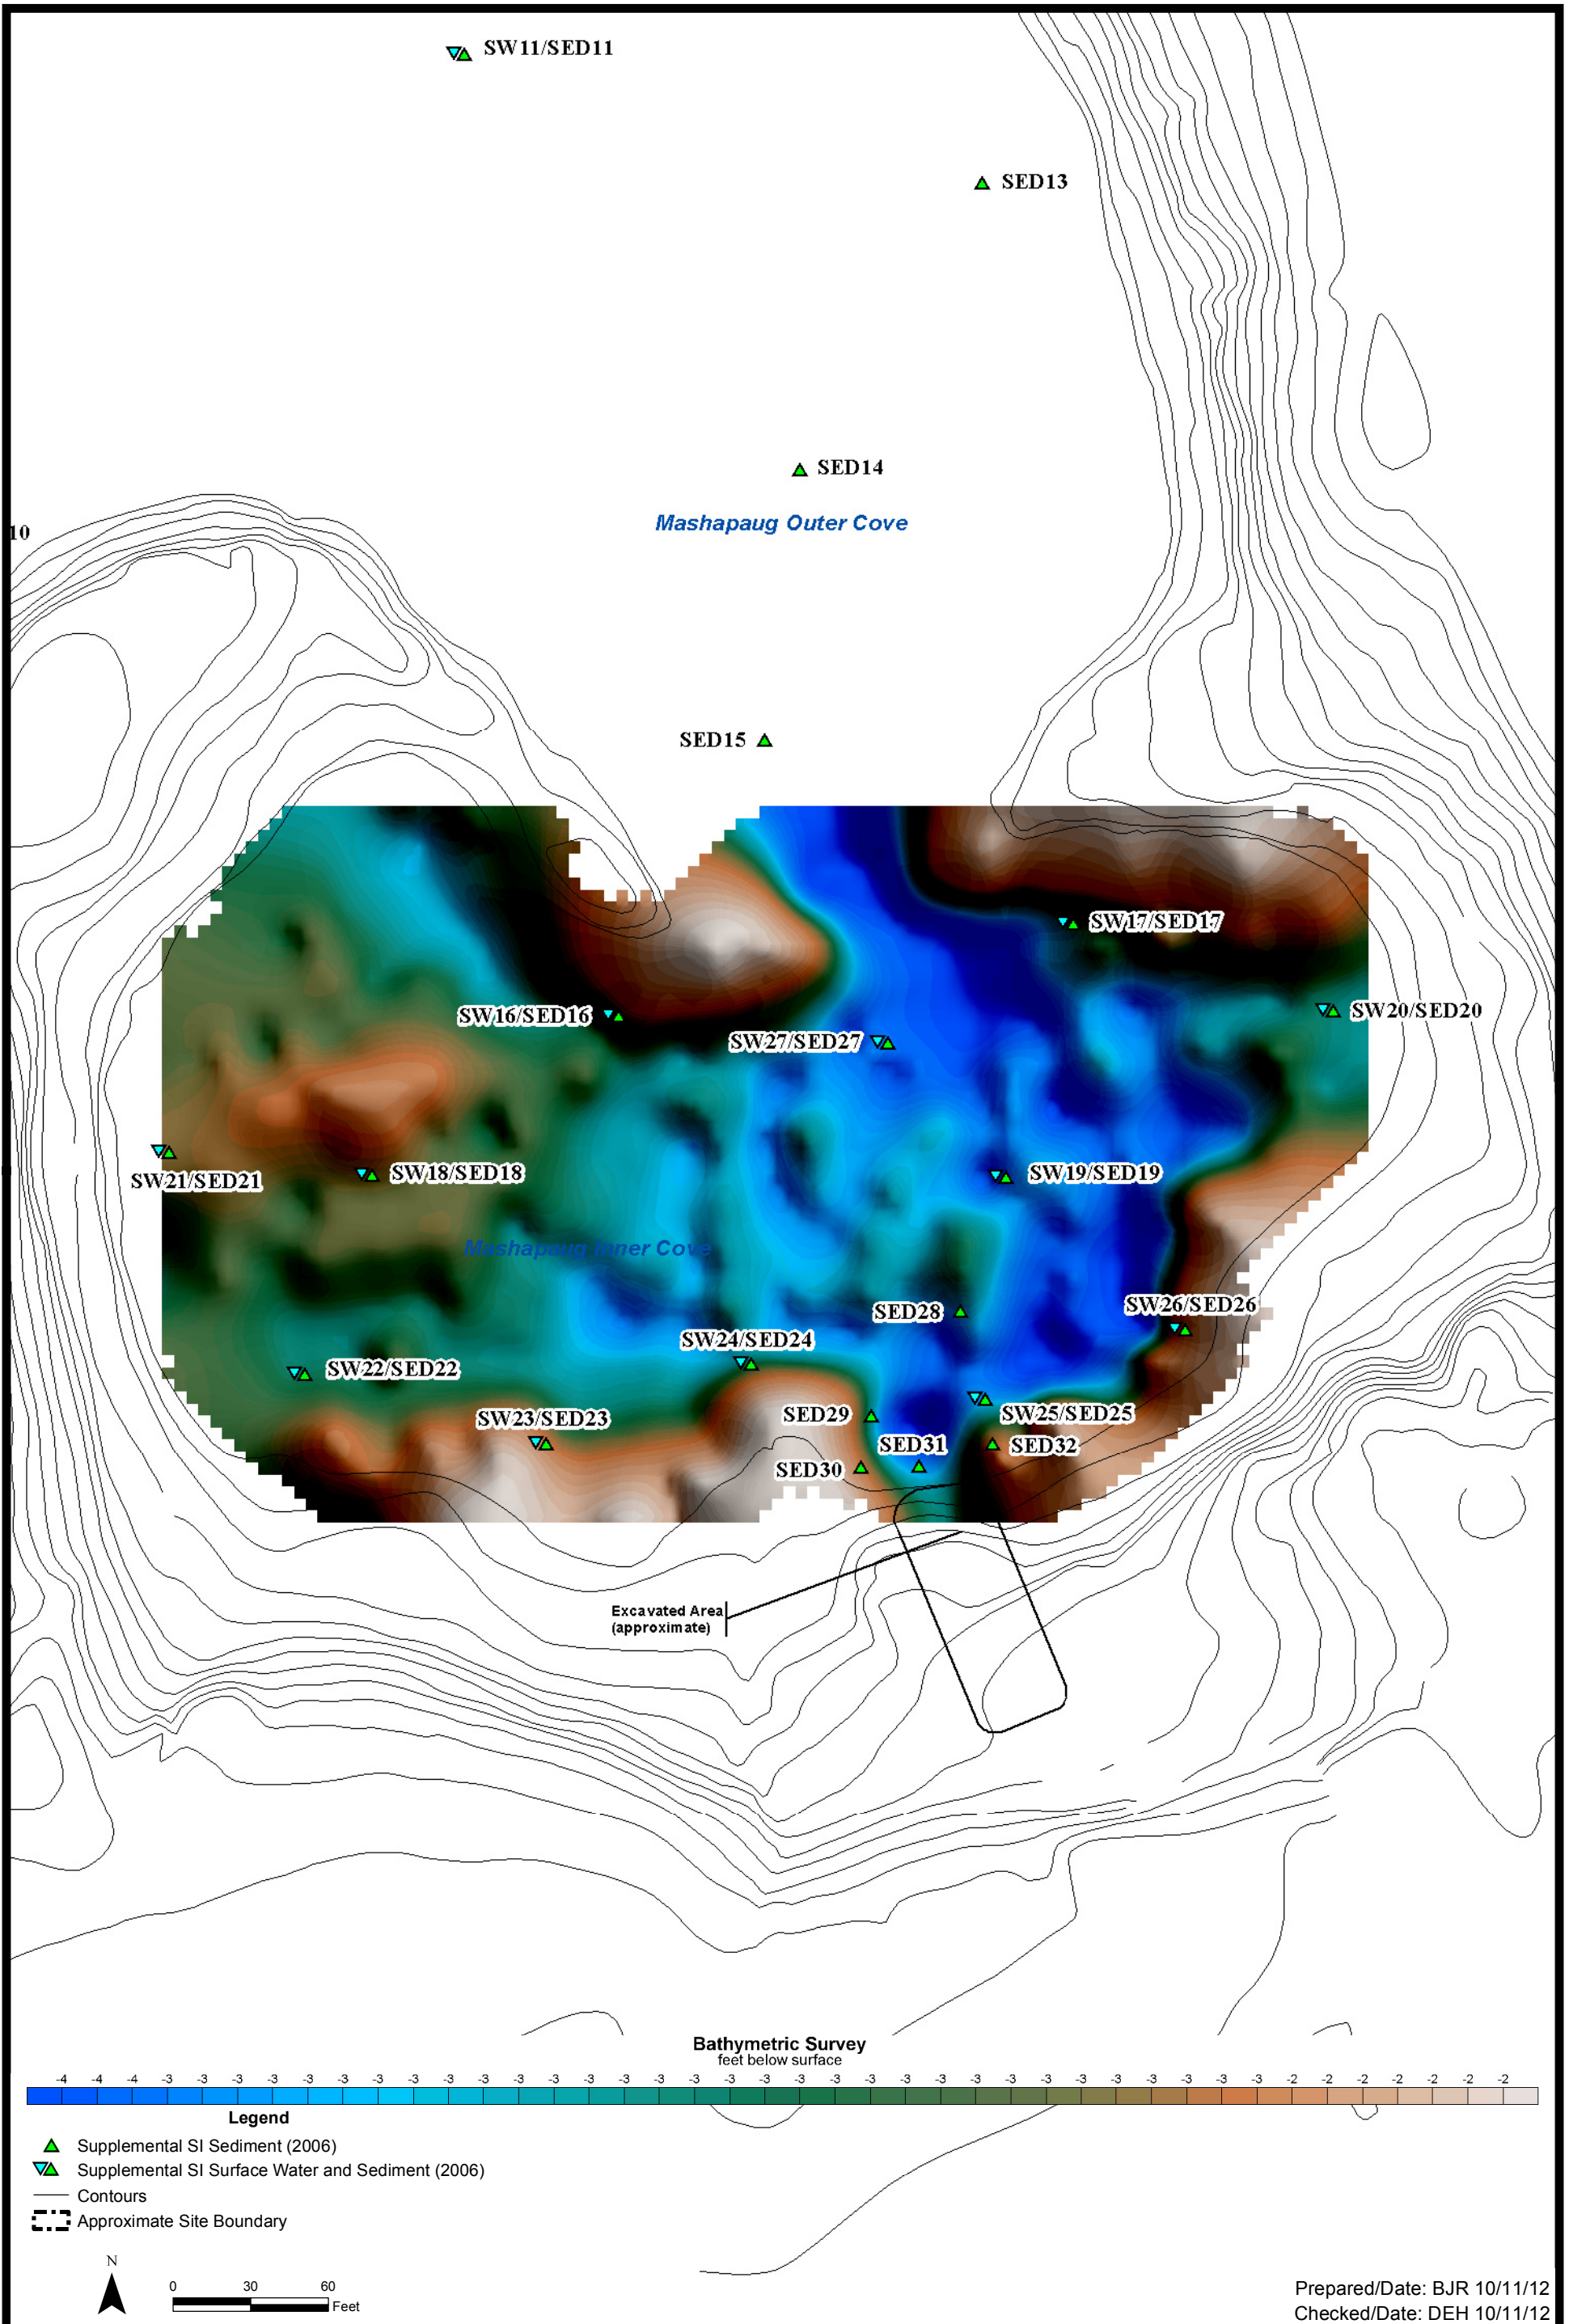 SW11/SED11
SED13
SED14
Mashapaug Outer Cove
10
SED15
SW17/SED17
SW16/SED16
SW20/SED20
SW27/SED27
SW21/SED21
SW18/SED18
SW19/SED19
Mashapaug Inner Cove
SED28
SW26/SED26
SW24/SED24
SW22/SED22
SW23/SED23
SED29
SW25/SED25
SED31
SED32
SED30
Excavated Area
(approximate)
Bathymetric Survey
feet below surface
-4 -4 -4 -3 -3 -3 -3 -3 -3 -3 -3 -3 -3 -3 -3 -3 -3 -3 -3 -3 -3 -3 -3 -3 -3 -3 -3 -3 -3 -3 -3 -3 -3 -3 -3 -2 -2 -2 -2 -2 -2 -2
Legend
Supplemental SI Sediment (2006)
Supplemental SI Surface Water and Sediment (2006)
Contours
Approximate Site Boundary
N
0 30 60
Feet
Prepared/Date: BJR 10/11/12
Checked/Date: DEH 10/11/12